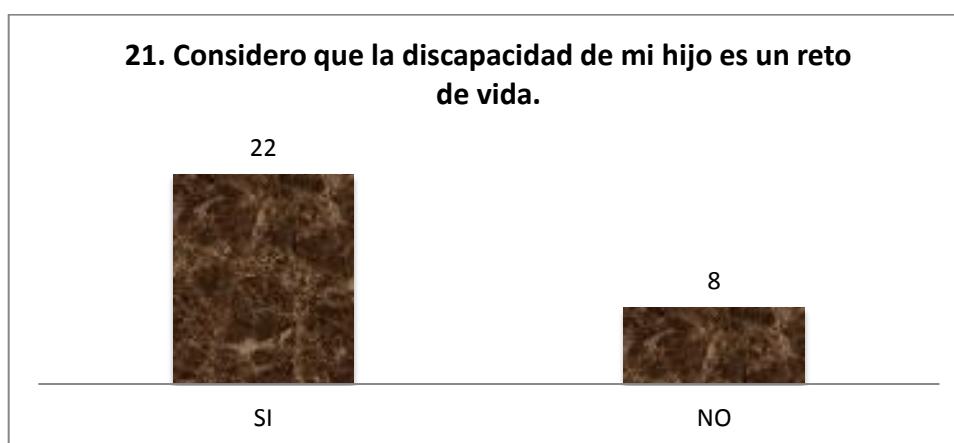 21. Considero que la discapacidad de mi hijo es un reto
de vida.
22
8
SI
NO